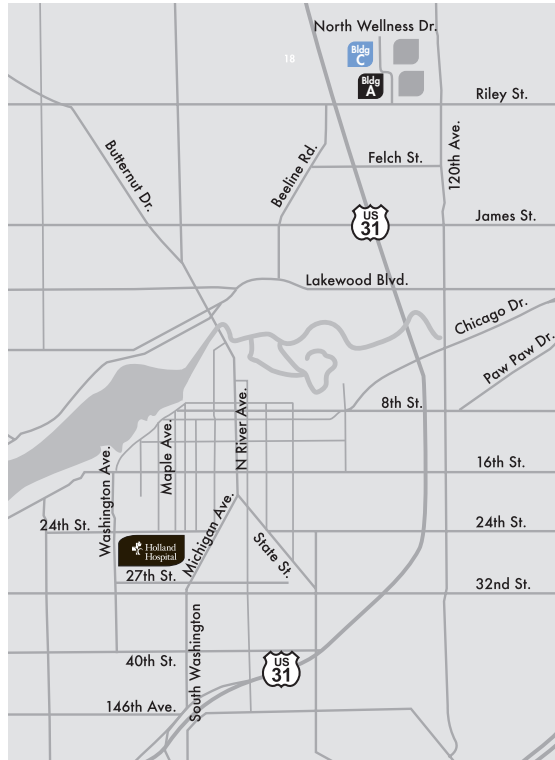 North Wellness Dr.
18
Bldg
C
Bldg
A
Riley St.
Butternut Dr.
Beeline Rd.
Felch St.
120th Ave.
US
31
James St.
Lakewood Blvd.
Chicago Dr.
Paw Paw Dr.
8th St.
N River Ave.
Maple Ave.
Washington Ave.
16th St.
24th St.
Michigan Ave.
State St.
24th St.
Holland
Hospital
27th St.
32nd St.
South Washington
40th St.
US
31
146th Ave.